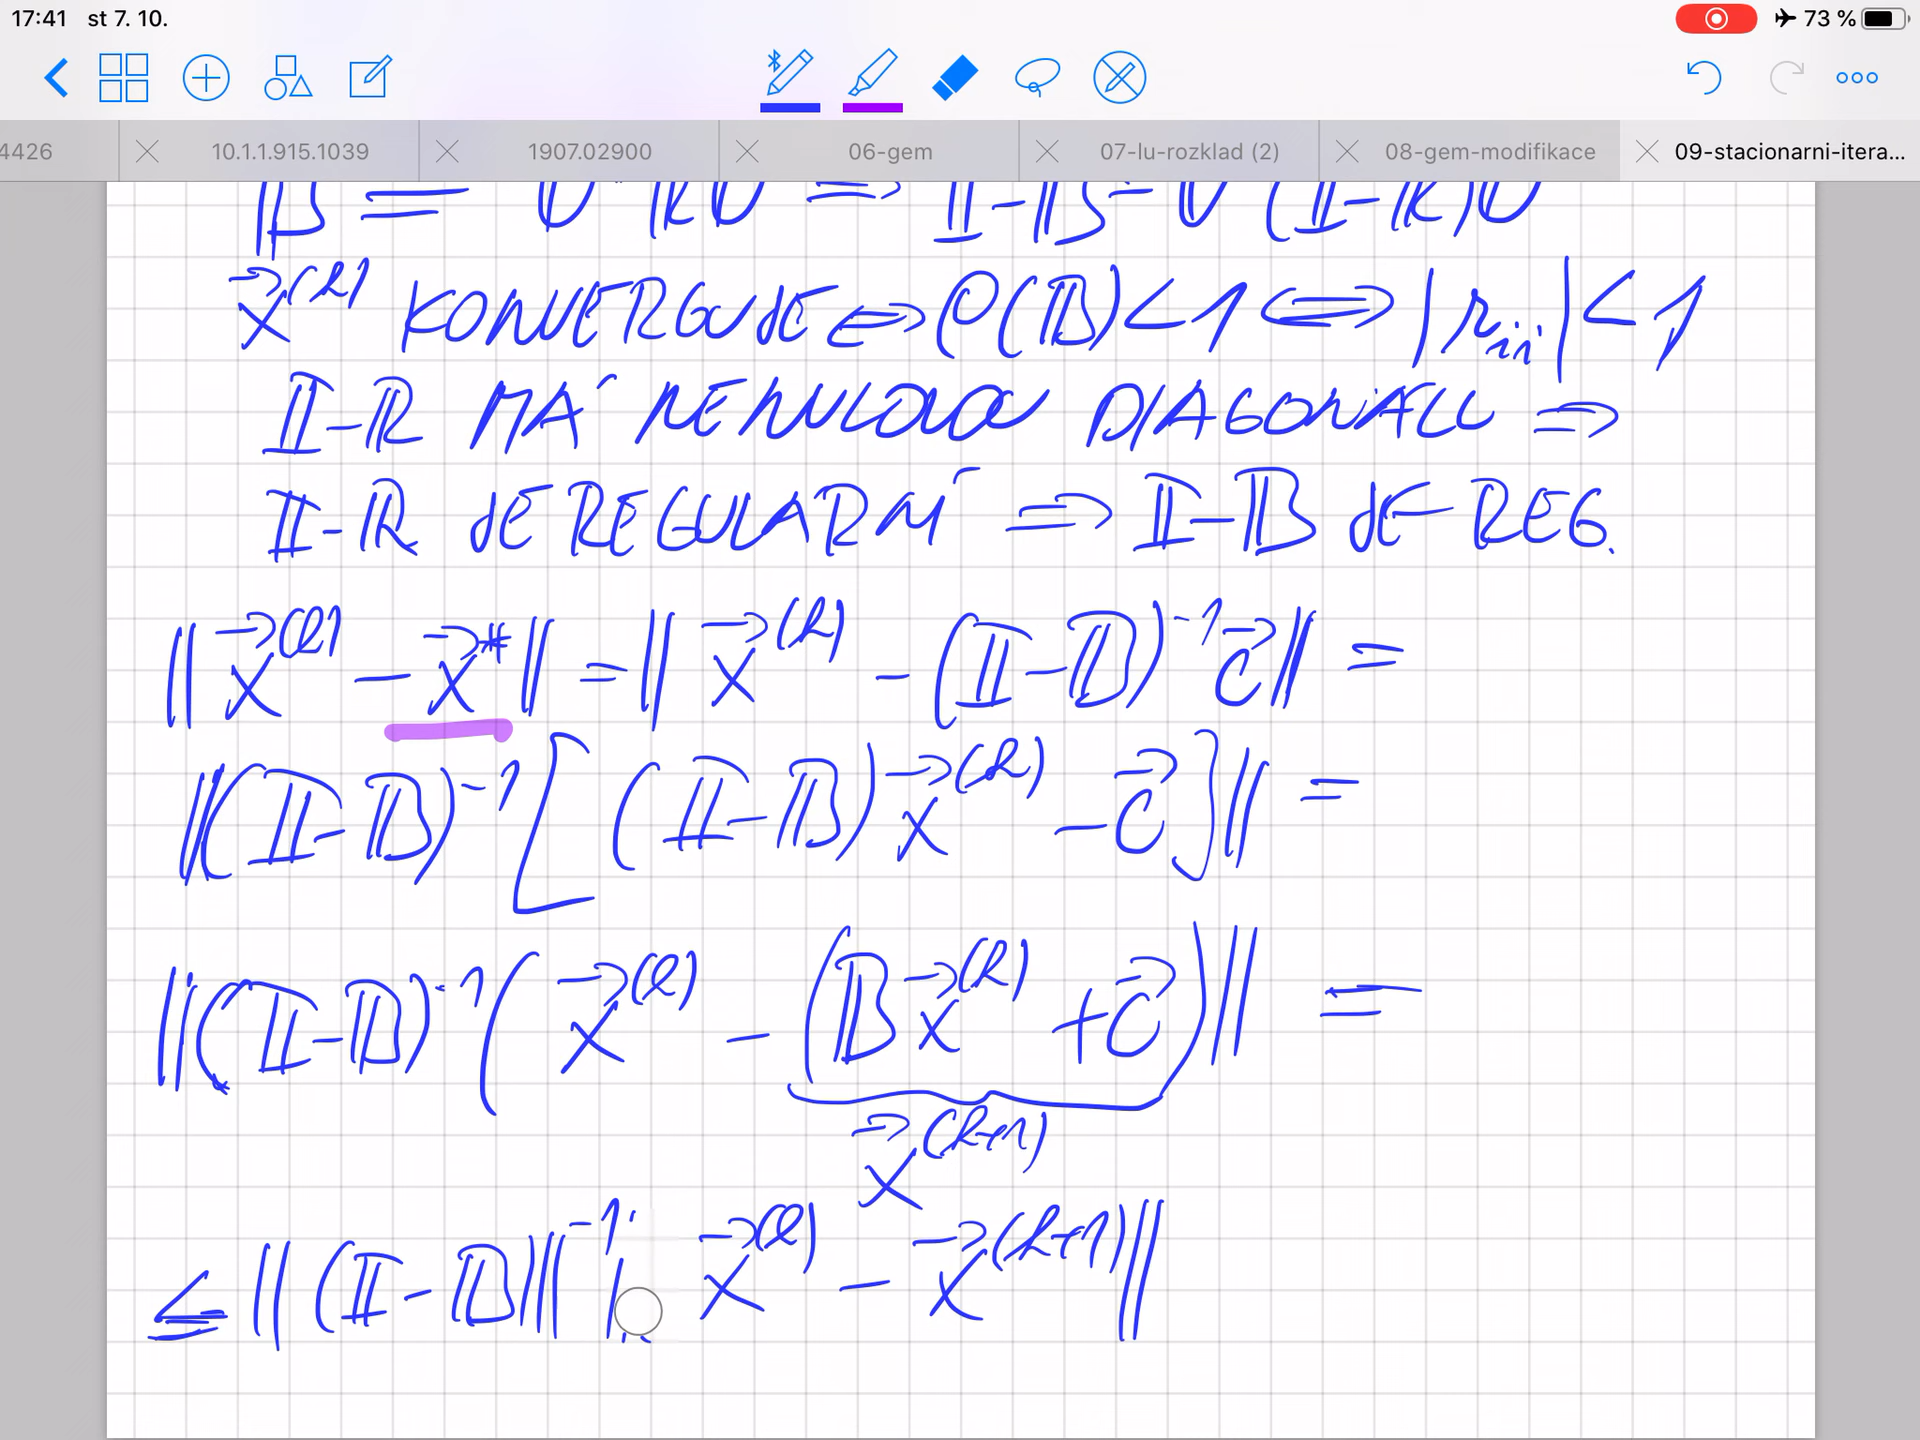 17:41 st 7. 10. 73 %
4426 10.1.1.915.1039 1907.02900 06-gem 07-lu-rozklad (2) 08-gem-modifikace 09-stacionarni-itera...
𝔹 = U* ℝU ⇒ 𝕀-𝔹 = U*(𝕀-ℝ)U
x⃗^(k) KONVERGUJE ⇔ ρ(𝔹) < 1 ⇔ |r_ii| < 1
𝕀-ℝ MÁ NENULOVOU DIAGONÁLU ⇒
𝕀-ℝ JE REGULÁRNÍ ⇒ 𝕀-𝔹 JE REG.
‖x⃗^(k) - x⃗*‖ = ‖x⃗^(k) - (𝕀-𝔹)^-1 c⃗‖ =
‖(𝕀-𝔹)^-1 [(𝕀-𝔹) x⃗^(k) - c⃗]‖ =
‖(𝕀-𝔹)^-1 (x⃗^(k) - (𝔹x⃗^(k) + c⃗))‖ =
x⃗^(k+1)
≤ ‖(𝕀-𝔹‖^-1 | x⃗^(k) - x⃗^(k+1)‖